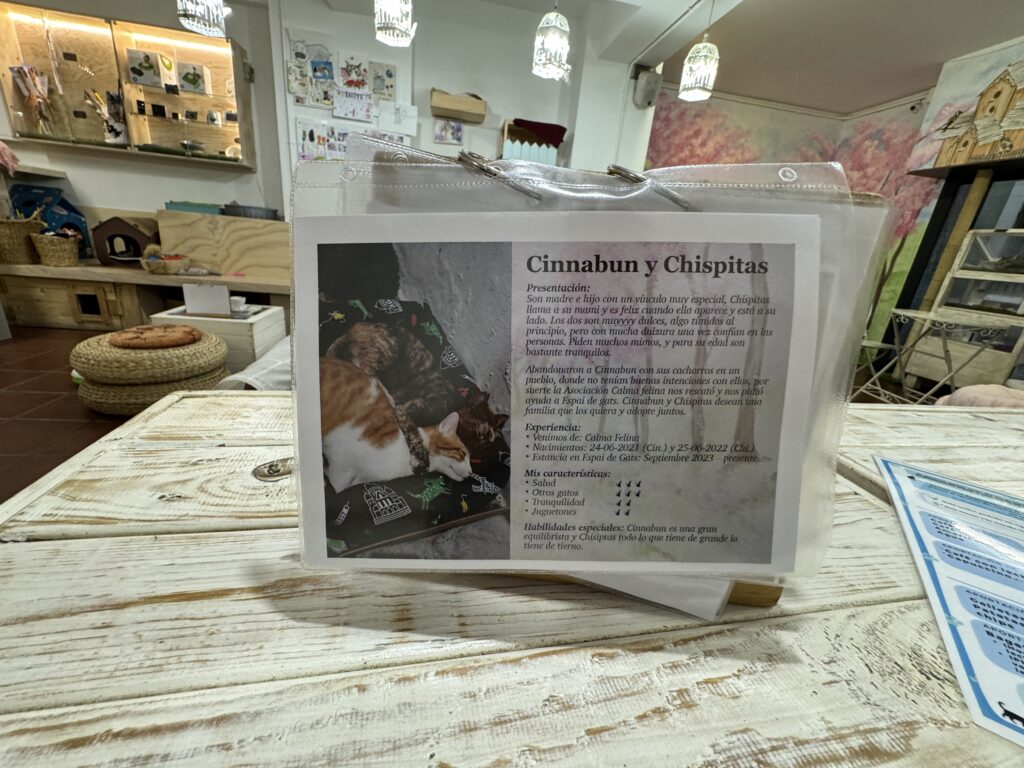 Cinnabun y Chispitas
Presentación:
Son madre e hijo con un vínculo muy especial, Chispitas
llama a su mami y es feliz cuando ella aparece y está a su
lado. Los dos son muyyyy dulces, algo túmidos al
principio, pero con mucha dulzura una vez confían en las
personas. Piden muchos mimos, y para su edad son
bastante tranquilos.
Abandonaron a Cinnabun con sus cachorros en un
pueblo, donde no tenían buenas intenciones con ellos, por
suerte la Asociación Calma felina nos rescató y nos pidió
ayuda a Espai de gats. Cinnabun y Chispitas desean una
familia que los quiera y adopte juntos.
Experiencia:
• Venimos de: Calma Felina
• Nacimientos: 24-06-2021 (Cin.) y 25-06-2022 (Chi.)
• Estancia en Espai de Gats: Septiembre 2023 – presente
Mis características:
• Salud
• Otros gatos
• Tranquilidad
• Juguetones
Habilidades especiales: Cinnabun es una gran
equilibrista y Chisiptas todo lo que tiene de grande lo
tiene de tierno.